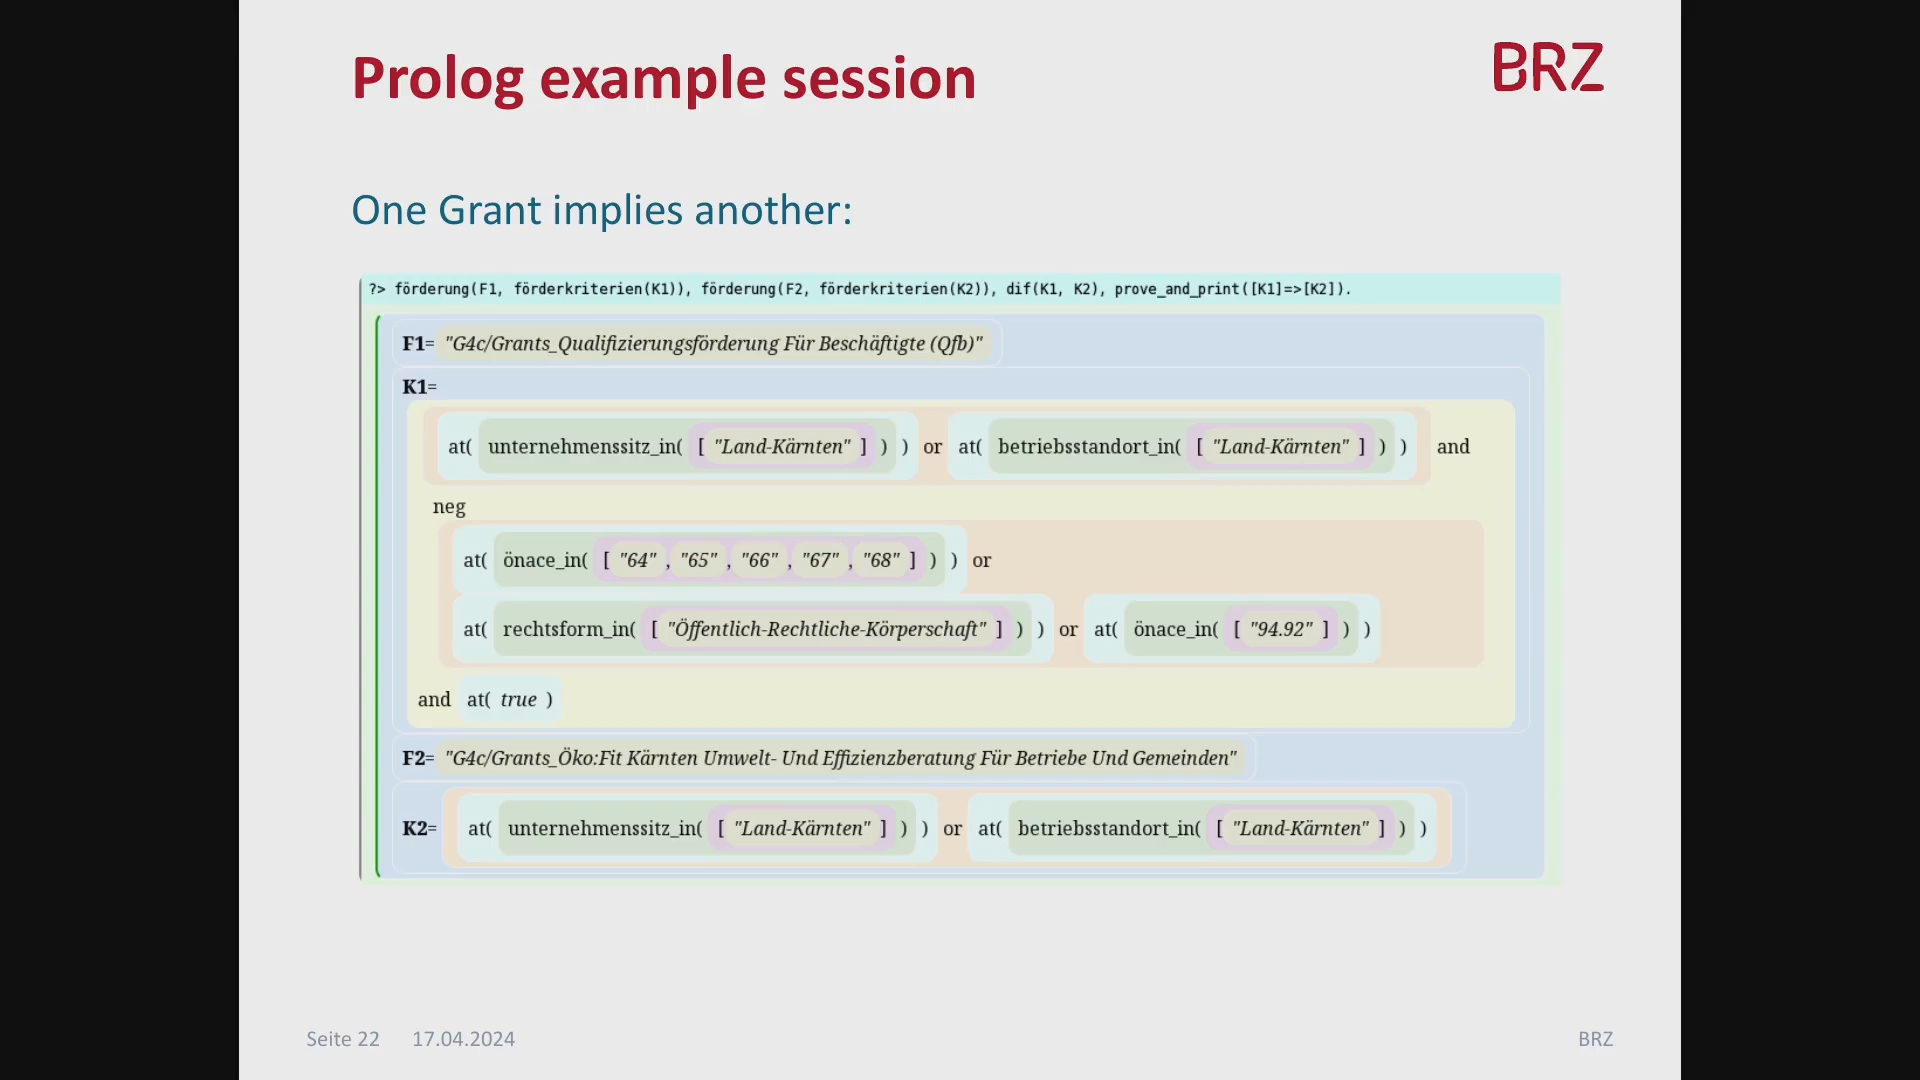 Prolog example session
BRZ
One Grant implies another:
?> förderung(F1, förderkriterien(K1)), förderung(F2, förderkriterien(K2)), dif(K1, K2), prove_and_print([K1]=>[K2]).
F1= "G4c/Grants_Qualifizierungsförderung Für Beschäftigte (Qfb)"
K1=
at( unternehmenssitz_in( [ "Land-Kärnten" ] ) ) or at( betriebsstandort_in( [ "Land-Kärnten" ] ) ) and
neg
at( önace_in( [ "64" , "65" , "66" , "67" , "68" ] ) ) or
at( rechtsform_in( [ "Öffentlich-Rechtliche-Körperschaft" ] ) ) or at( önace_in( [ "94.92" ] ) )
and at( true )
F2= "G4c/Grants_Öko:Fit Kärnten Umwelt- Und Effizienzberatung Für Betriebe Und Gemeinden"
K2= at( unternehmenssitz_in( [ "Land-Kärnten" ] ) ) or at( betriebsstandort_in( [ "Land-Kärnten" ] ) )
Seite 22 17.04.2024 BRZ